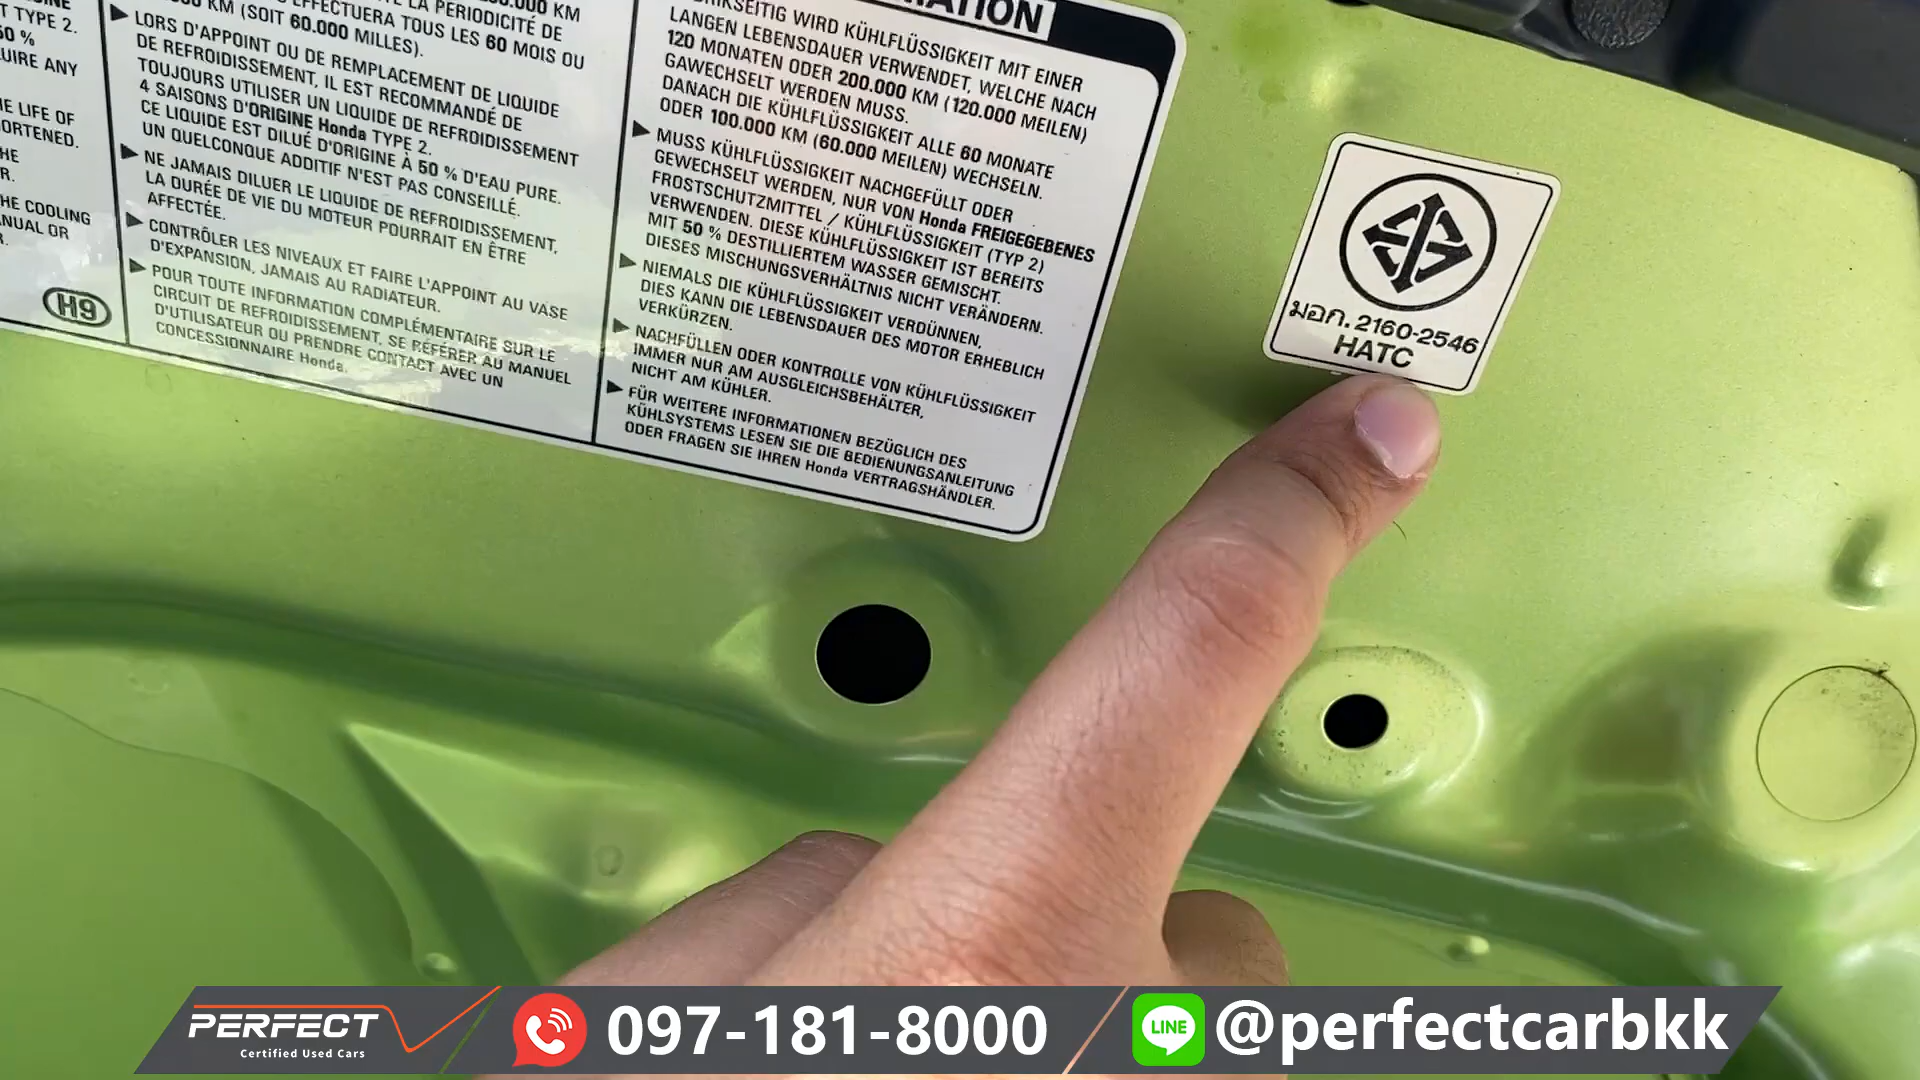 TYPE 2.
50 %
UIRE ANY
LIFE OF
ORTENED.
HE
R.
HE COOLING
ANUAL OR
R.
H9
LA PERIODICITÉ DE
EFFECTUERA TOUS LES 60 MOIS OU
KM (SOIT 60.000 MILLES).
▶ LORS D'APPOINT OU DE REMPLACEMENT DE LIQUIDE
DE REFROIDISSEMENT, IL EST RECOMMANDÉ DE
TOUJOURS UTILISER UN LIQUIDE DE REFROIDISSEMENT
4 SAISONS D'ORIGINE Honda TYPE 2.
CE LIQUIDE EST DILUÉ D'ORIGINE À 50 % D'EAU PURE.
UN QUELCONQUE ADDITIF N'EST PAS CONSEILLÉ.
▶ NE JAMAIS DILUER LE LIQUIDE DE REFROIDISSEMENT,
LA DURÉE DE VIE DU MOTEUR POURRAIT EN ÊTRE
AFFECTÉE.
▶ CONTRÔLER LES NIVEAUX ET FAIRE L'APPOINT AU VASE
D'EXPANSION, JAMAIS AU RADIATEUR.
▶ POUR TOUTE INFORMATION COMPLÉMENTAIRE SUR LE
CIRCUIT DE REFROIDISSEMENT, SE RÉFÉRER AU MANUEL
D'UTILISATEUR OU PRENDRE CONTACT AVEC UN
CONCESSIONNAIRE Honda.
WIRD KÜHLFLÜSSIGKEIT MIT EINER
LANGEN LEBENSDAUER VERWENDET, WELCHE NACH
120 MONATEN ODER 200.000 KM (120.000 MEILEN)
GAWECHSELT WERDEN MUSS.
DANACH DIE KÜHLFLÜSSIGKEIT ALLE 60 MONATE
ODER 100.000 KM (60.000 MEILEN) WECHSELN.
▶ MUSS KÜHLFLÜSSIGKEIT NACHGEFÜLLT ODER
GEWECHSELT WERDEN, NUR VON Honda FREIGEGEBENES
FROSTSCHUTZMITTEL / KÜHLFLÜSSIGKEIT (TYP 2)
VERWENDEN. DIESE KÜHLFLÜSSIGKEIT IST BEREITS
MIT 50 % DESTILLIERTEM WASSER GEMISCHT.
DIESES MISCHUNGSVERHÄLTNIS NICHT VERÄNDERN.
▶ NIEMALS DIE KÜHLFLÜSSIGKEIT VERDÜNNEN,
DIES KANN DIE LEBENSDAUER DES MOTOR ERHEBLICH
VERKÜRZEN.
▶ NACHFÜLLEN ODER KONTROLLE VON KÜHLFLÜSSIGKEIT
IMMER NUR AM AUSGLEICHSBEHÄLTER,
NICHT AM KÜHLER.
▶ FÜR WEITERE INFORMATIONEN BEZÜGLICH DES
KÜHLSYSTEMS LESEN SIE DIE BEDIENUNGSANLEITUNG
ODER FRAGEN SIE IHREN Honda VERTRAGSHÄNDLER.
มอก. 2160-2546
HATC
PERFECT
Certified Used Cars
097-181-8000
LINE
@perfectcarbkk